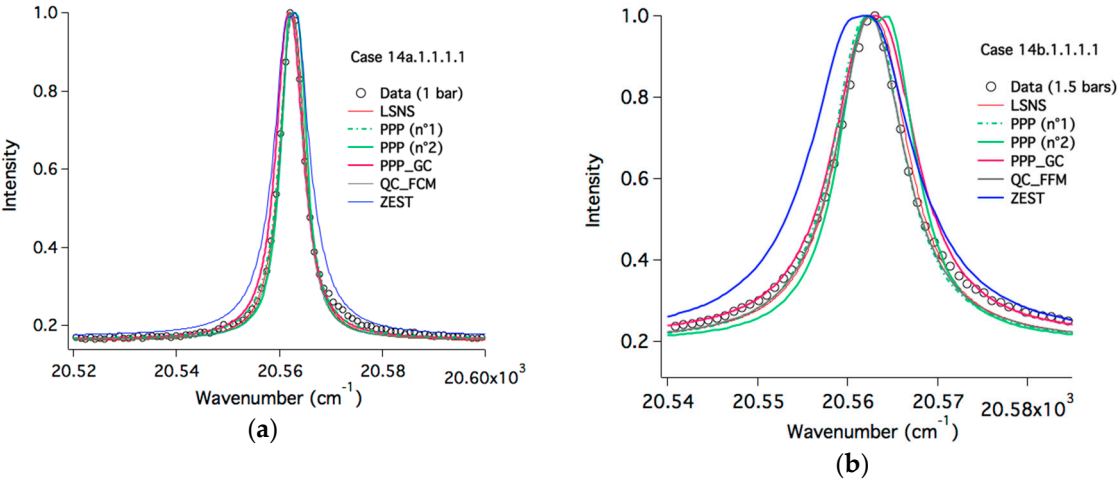 Intensity
1.0
0.8
0.6
0.4
0.2
20.52
20.54
20.56
20.58
20.60x10³
Wavenumber (cm⁻¹)
Case 14a.1.1.1.1
Data (1 bar)
LSNS
PPP (n°1)
PPP (n°2)
PPP_GC
QC_FCM
ZEST
(a)
Intensity
1.0
0.8
0.6
0.4
0.2
20.54
20.55
20.56
20.57
20.58x10³
Wavenumber (cm⁻¹)
Case 14b.1.1.1.1
Data (1.5 bars)
LSNS
PPP (n°1)
PPP (n°2)
PPP_GC
QC_FFM
ZEST
(b)